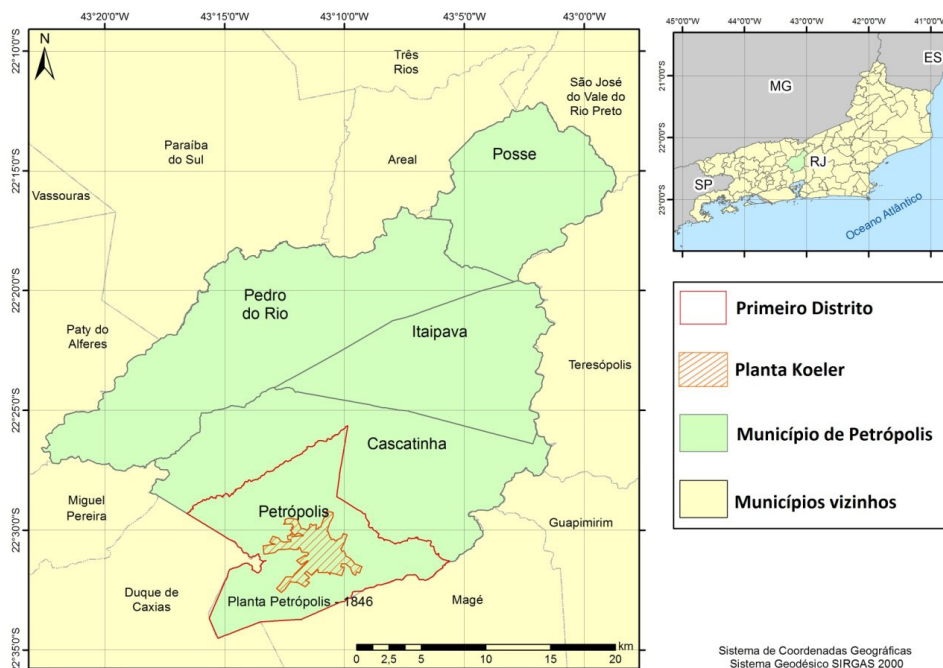 43°20'0"W
43°15'0"W
43°10'0"W
43°5'0"W
43°0'0"W
N
22°10'0"S
22°15'0"S
22°20'0"S
22°25'0"S
22°30'0"S
22°35'0"S
Três
Rios
São José
do Vale do
Rio Preto
Paraíba
do Sul
Areal
Posse
Vassouras
Pedro
do Rio
Itaipava
Paty do
Alferes
Teresópolis
Cascatinha
Miguel
Pereira
Petrópolis
Guapimirim
Duque de
Caxias
Planta Petrópolis - 1846
Magé
km
0 2.5 5 10 15 20
45°0'0"W
44°0'0"W
43°0'0"W
42°0'0"W
41°0'0"W
21°0'0"S
22°0'0"S
23°0'0"S
ES
MG
RJ
SP
Oceano Atlântico
Primeiro Distrito
Planta Koeler
Município de Petrópolis
Municípios vizinhos
Sistema de Coordenadas Geográficas
Sistema Geodésico SIRGAS 2000